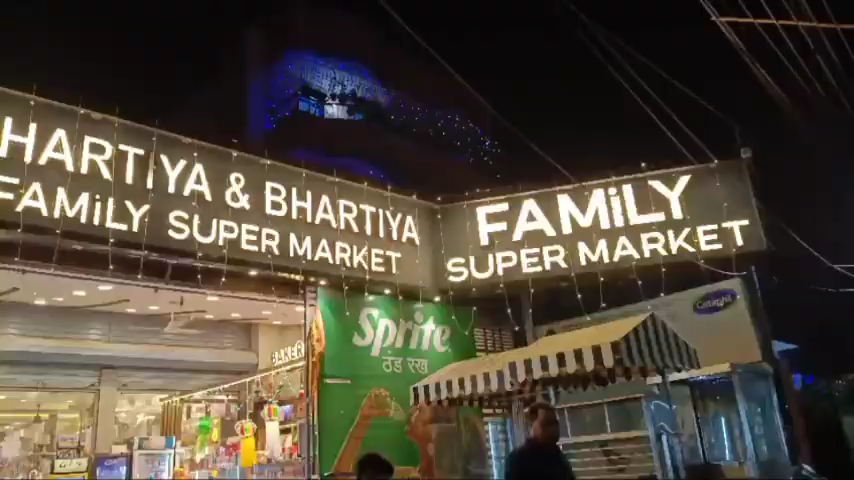 HARTIYA & BHARTIYA
FAMiLY SUPER MARKET
FAMiLY
SUPER MARKET
Sprite
ठंड रख
BAKER